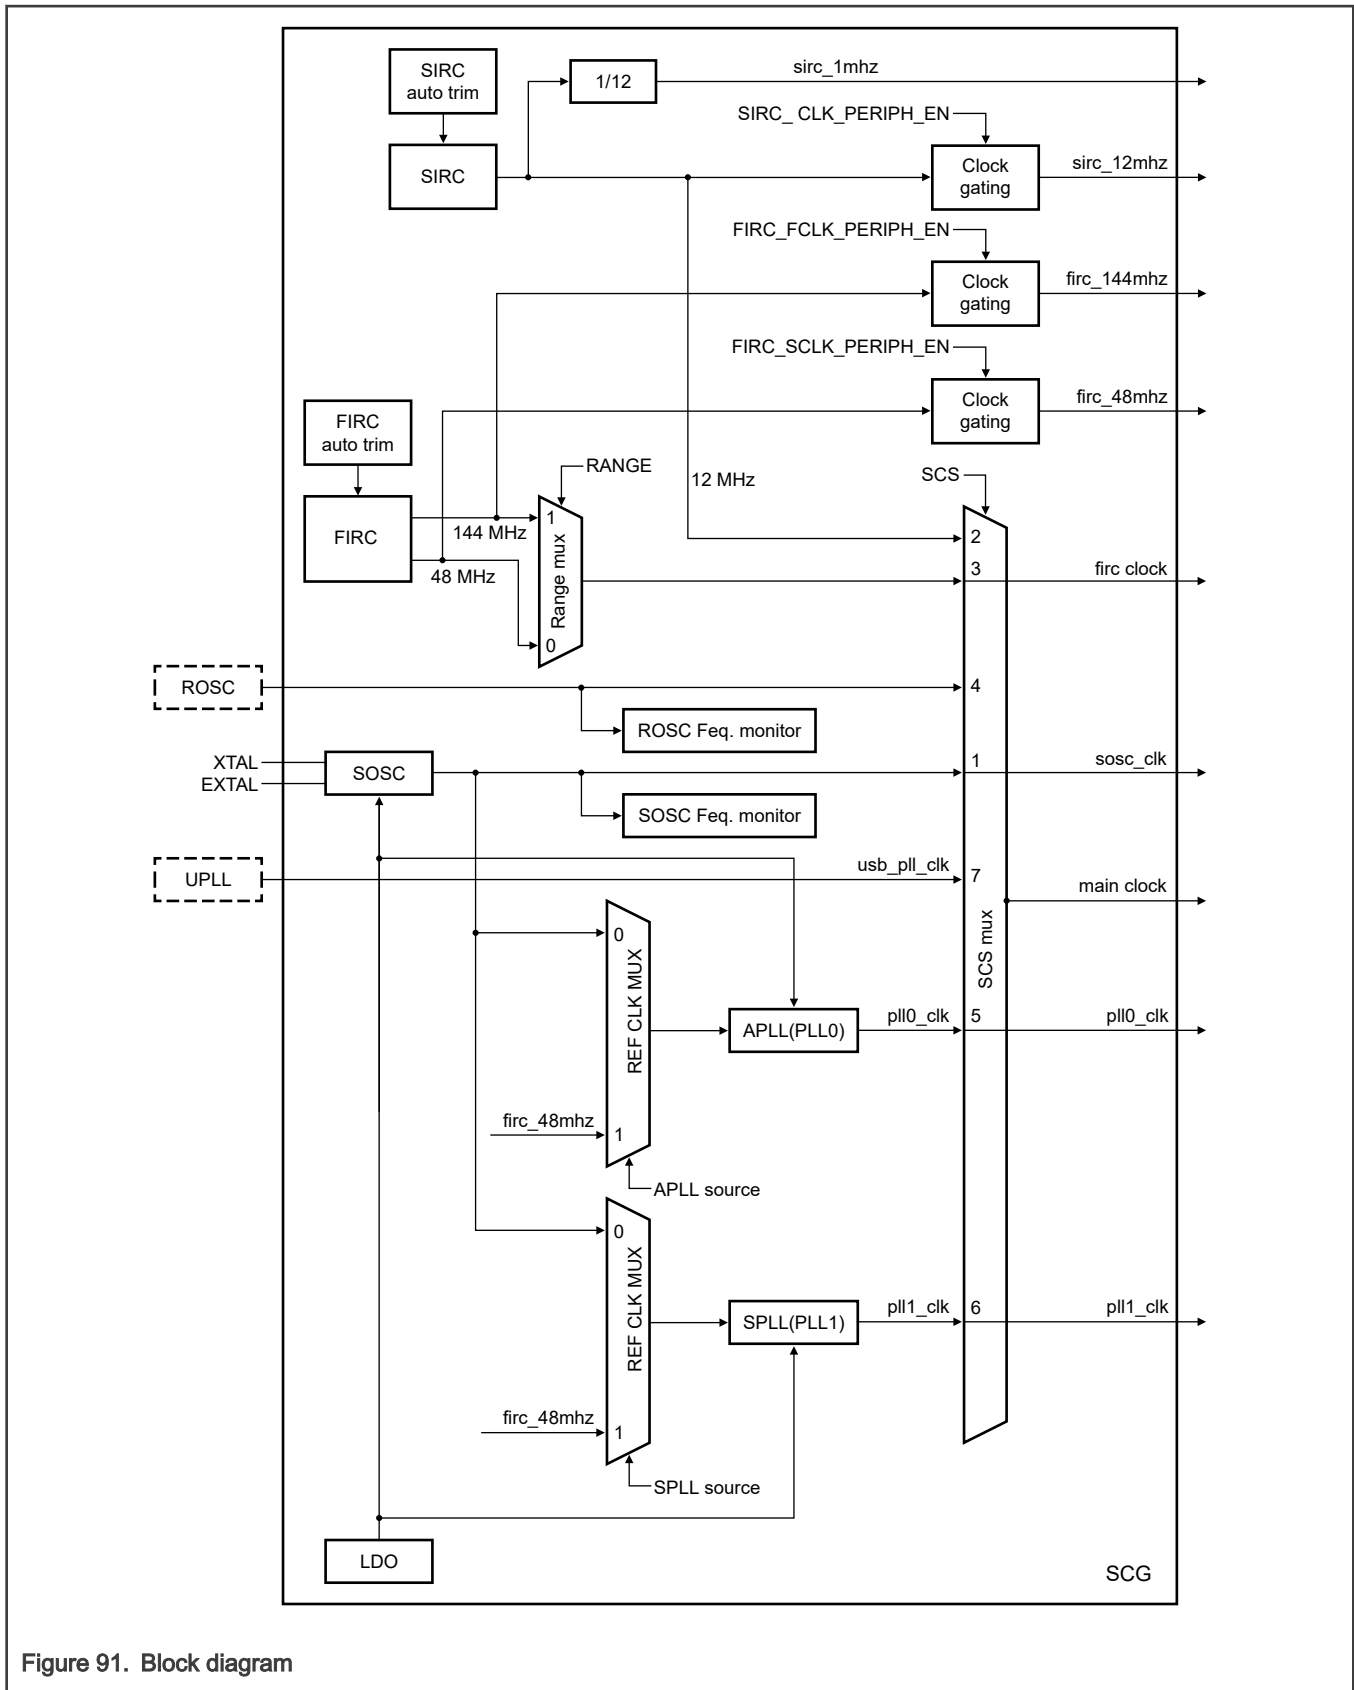 SIRC
auto trim
1/12
sirc_1mhz
SIRC_ CLK_PERIPH_EN
SIRC
Clock
gating
sirc_12mhz
FIRC_FCLK_PERIPH_EN
Clock
gating
firc_144mhz
FIRC_SCLK_PERIPH_EN
Clock
gating
firc_48mhz
FIRC
auto trim
RANGE
12 MHz
SCS
FIRC
144 MHz
48 MHz
1
Range mux
0
2
3
firc clock
ROSC
4
ROSC Feq. monitor
XTAL
EXTAL
SOSC
1
sosc_clk
SOSC Feq. monitor
UPLL
usb_pll_clk
7
main clock
SCS mux
0
REF CLK MUX
1
firc_48mhz
APLL source
APLL(PLL0)
pll0_clk
5
pll0_clk
0
REF CLK MUX
1
firc_48mhz
SPLL source
SPLL(PLL1)
pll1_clk
6
pll1_clk
LDO
SCG
Figure 91. Block diagram